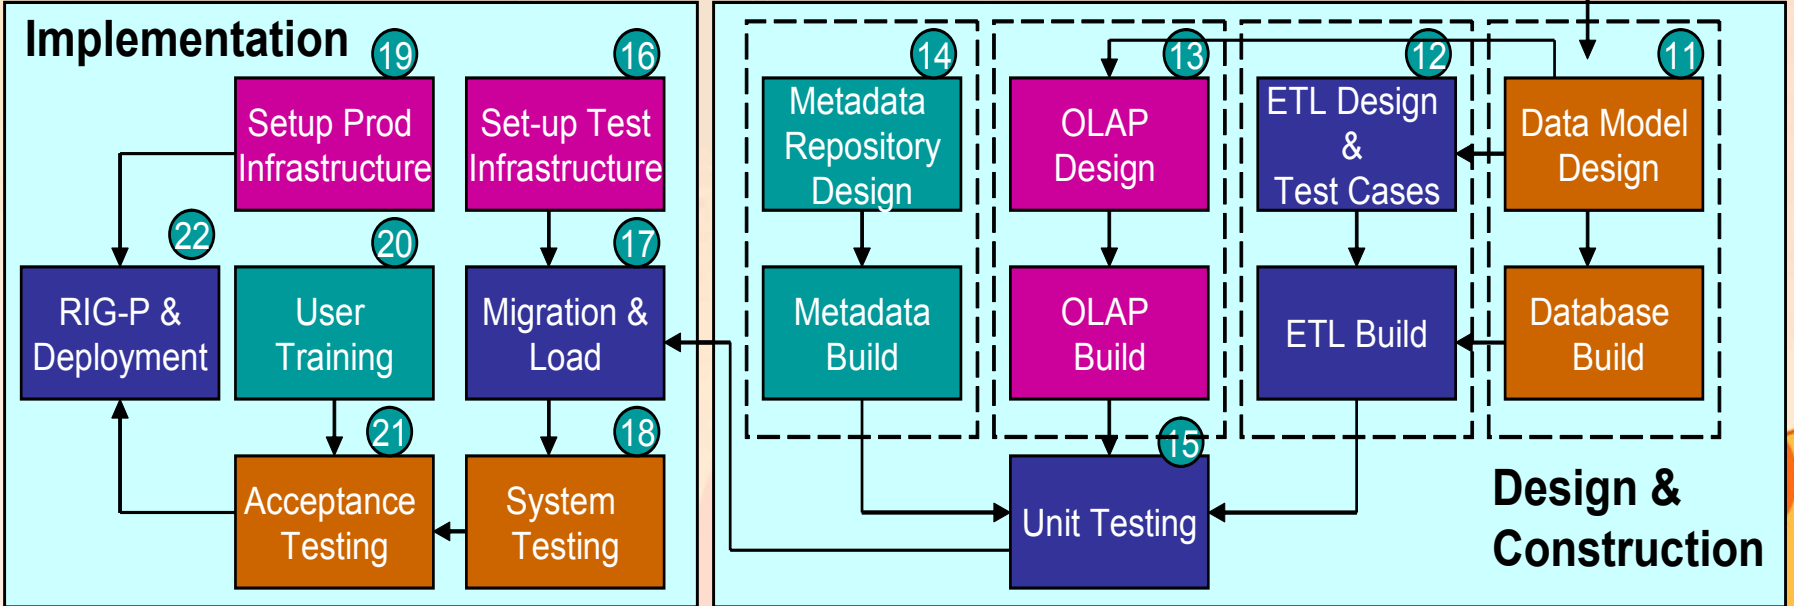 Implementation
19
Setup Prod
Infrastructure
16
Set-up Test
Infrastructure
22
RIG-P &
Deployment
20
User
Training
17
Migration &
Load
21
Acceptance
Testing
18
System
Testing
14
Metadata
Repository
Design
13
OLAP
Design
12
ETL Design
&
Test Cases
11
Data Model
Design
Metadata
Build
OLAP
Build
ETL Build
Database
Build
15
Unit Testing
Design &
Construction